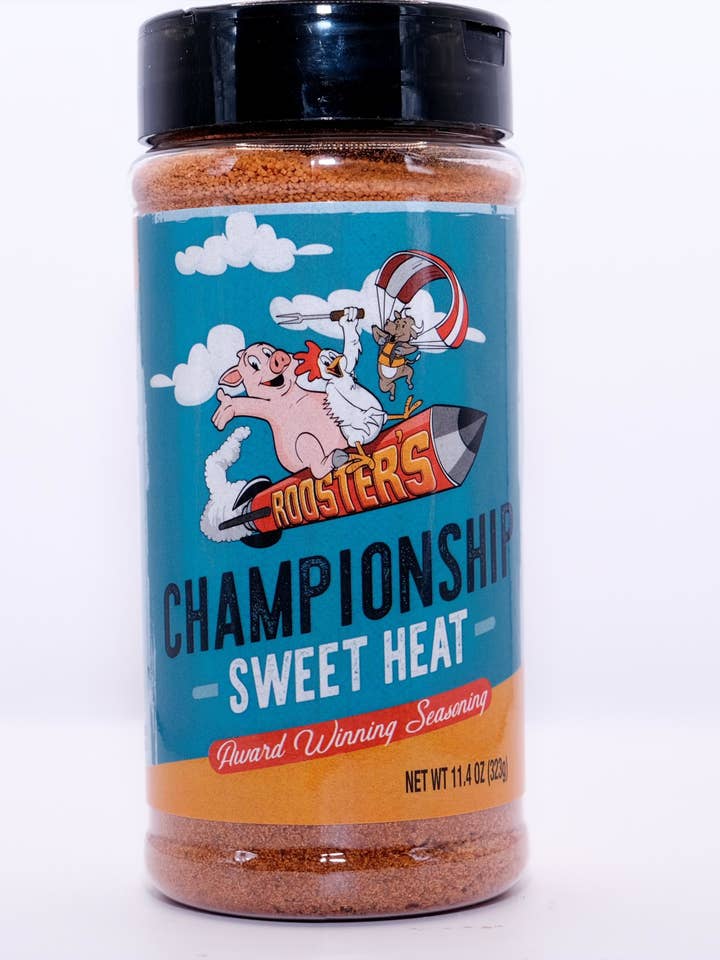 ROOSTER'S
CHAMPIONSHIP
SWEET HEAT
Award Winning Seasoning
NET WT 11.4 OZ (323g)